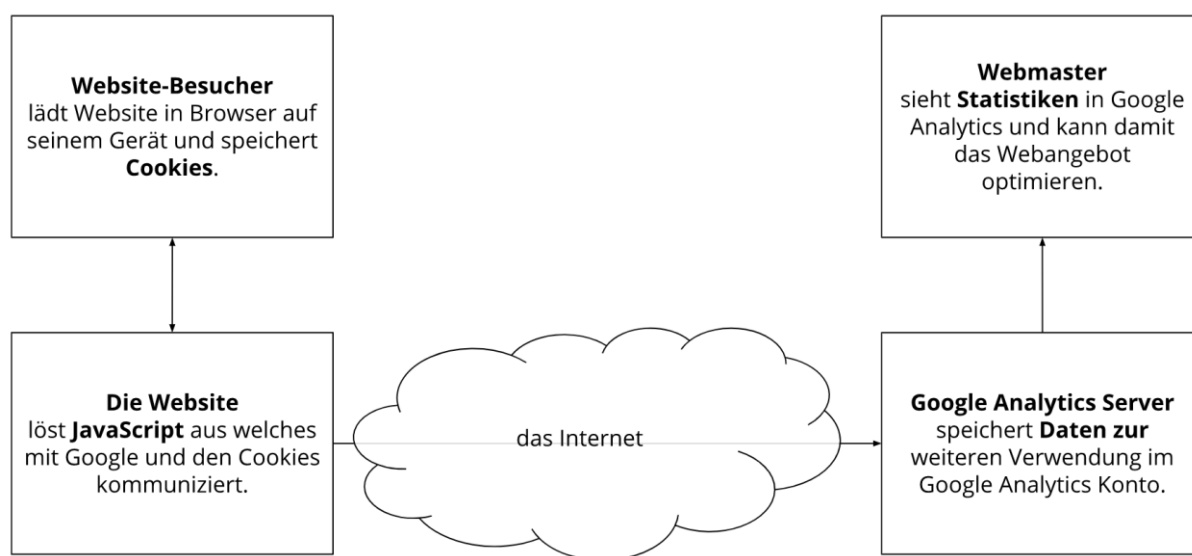 Website-Besucher
lädt Website in Browser auf
seinem Gerät und speichert
Cookies.
Webmaster
sieht Statistiken in Google
Analytics und kann damit
das Webangebot
optimieren.
Die Website
löst JavaScript aus welches
mit Google und den Cookies
kommuniziert.
das Internet
Google Analytics Server
speichert Daten zur
weiteren Verwendung im
Google Analytics Konto.